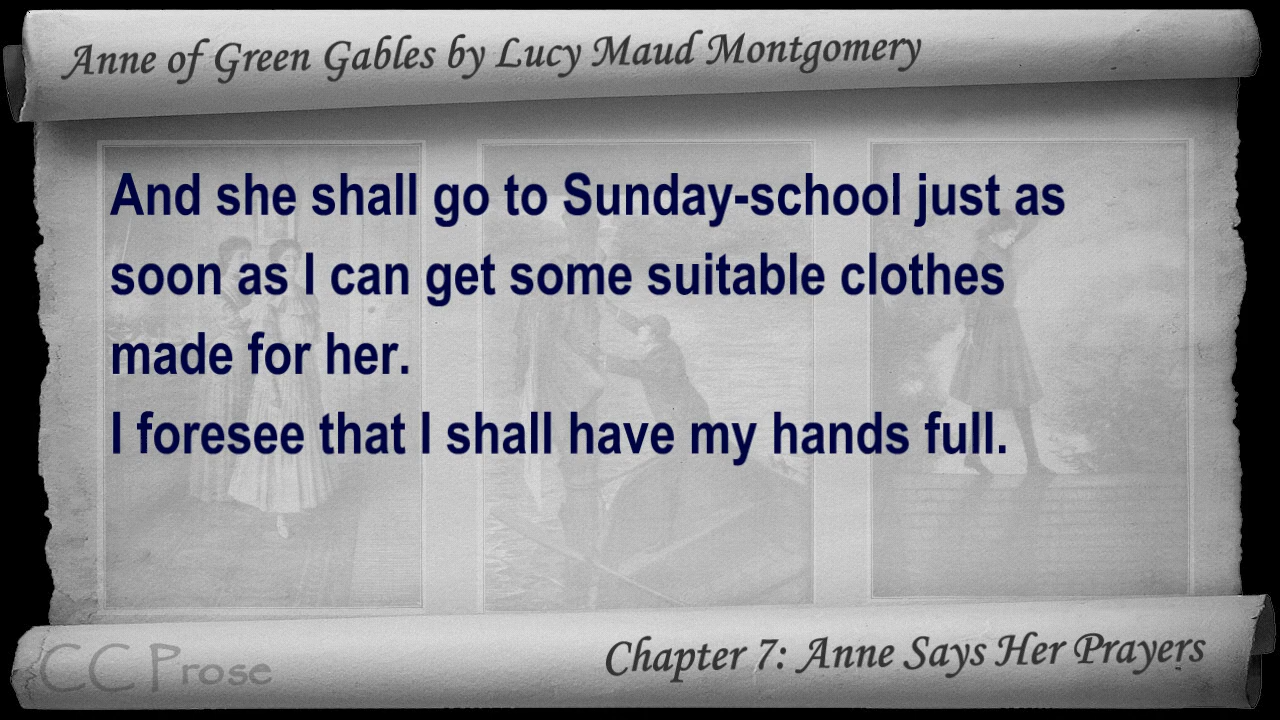 Anne of Green Gables by Lucy Maud Montgomery
And she shall go to Sunday-school just as
soon as I can get some suitable clothes
made for her.
I foresee that I shall have my hands full.
CC Prose
Chapter 7: Anne Says Her Prayers